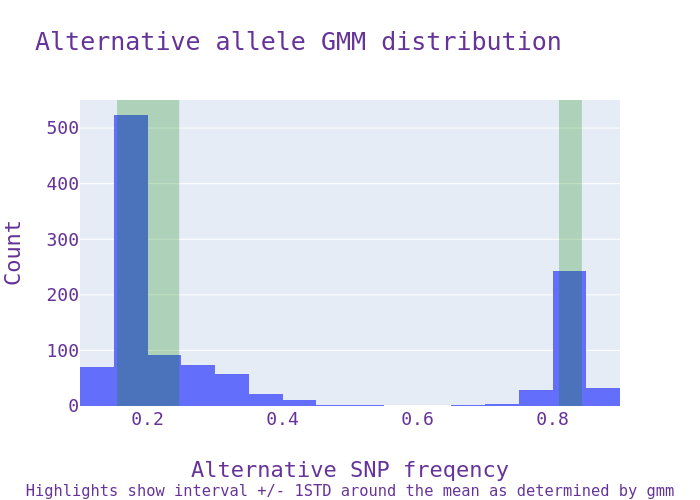 Alternative allele GMM distribution
500
400
300
200
100
0
0.2 0.4 0.6 0.8
Count
Alternative SNP freqency
Highlights show interval +/- 1STD around the mean as determined by gmm